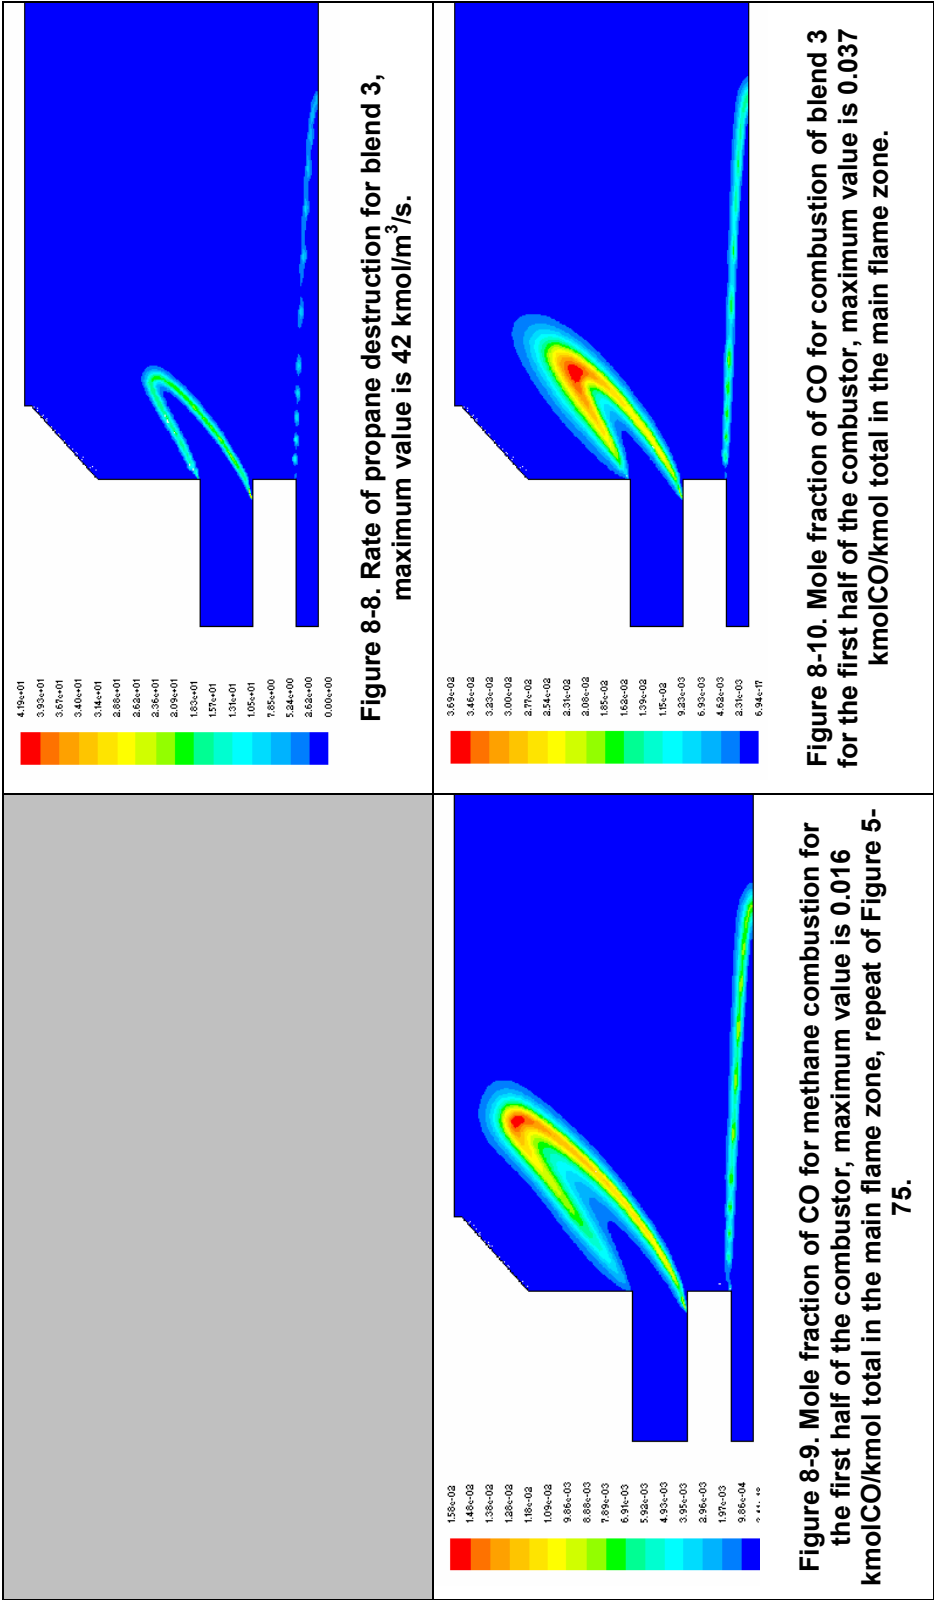 4.19e+01
3.93e+01
3.67e+01
3.40e+01
3.14e+01
2.88e+01
2.62e+01
2.36e+01
2.09e+01
1.83e+01
1.57e+01
1.31e+01
1.05e+01
7.85e+00
5.24e+00
2.62e+00
0.00e+00
Figure 8-8. Rate of propane destruction for blend 3,
maximum value is 42 kmol/m³/s.
1.58e-02
1.48e-02
1.38e-02
1.28e-02
1.09e-02
9.86e-03
8.88e-03
7.89e-03
6.91e-03
5.92e-03
4.93e-03
3.95e-03
2.96e-03
1.97e-03
9.86e-04
Figure 8-9. Mole fraction of CO for methane combustion for
the first half of the combustor, maximum value is 0.016
kmolCO/kmol total in the main flame zone, repeat of Figure 5-
75.
3.69e-02
3.46e-02
3.23e-02
3.00e-02
2.77e-02
2.54e-02
2.31e-02
2.08e-02
1.85e-02
1.62e-02
1.39e-02
1.15e-02
9.23e-03
6.93e-03
4.62e-03
2.31e-03
6.94e-17
Figure 8-10. Mole fraction of CO for combustion of blend 3
for the first half of the combustor, maximum value is 0.037
kmolCO/kmol total in the main flame zone.